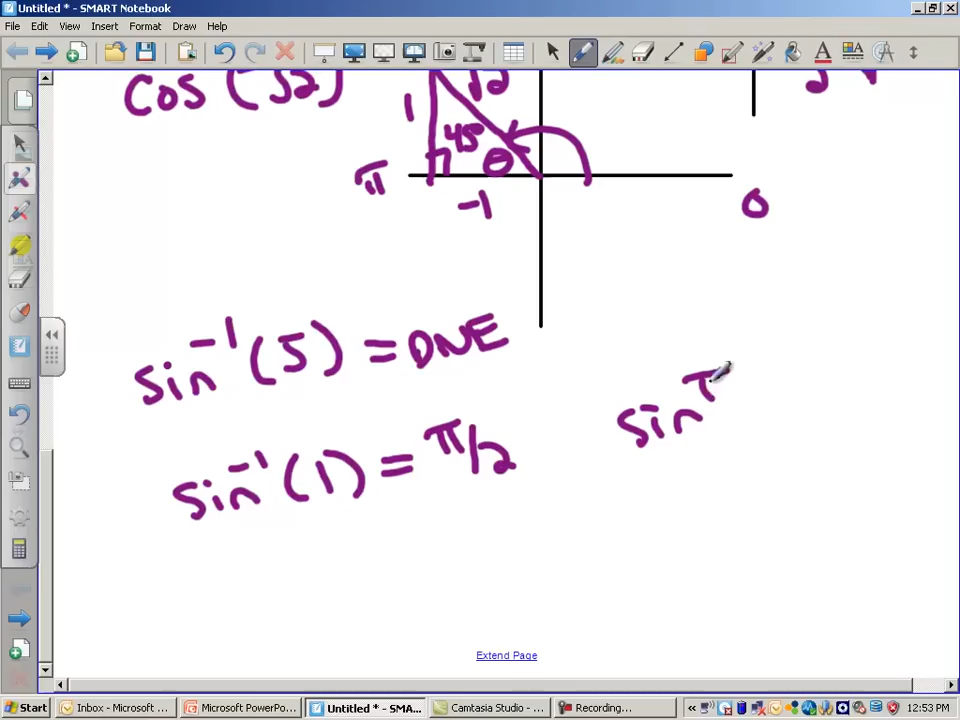 Untitled * - SMART Notebook
File Edit View Insert Format Draw Help
cos (√2)
1 √2
45 θ
π -1 0
sin⁻¹(5) = DNE
sin π
sin⁻¹(1) = π/2
Extend Page
Start Inbox - Microsoft ... Microsoft PowerPo... Untitled * - SMA... Camtasia Studio - ... Recording... 12:53 PM